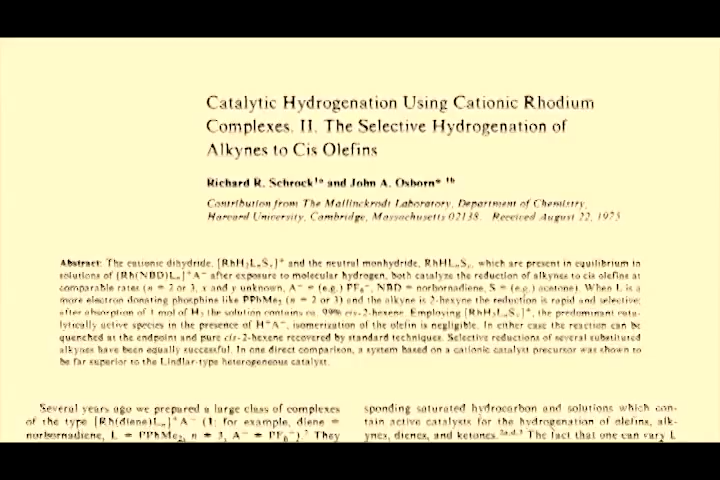 Catalytic Hydrogenation Using Cationic Rhodium
Complexes. II. The Selective Hydrogenation of
Alkynes to Cis Olefins
Richard R. Schrock¹ᵃ and John A. Osborn* ¹ᵇ
Contribution from The Mallinckrodt Laboratory, Department of Chemistry,
Harvard University, Cambridge, Massachusetts 02138. Received August 22, 1975
Abstract: The cationic dihydride, [RhH₂LₙSₓ]⁺ and the neutral monohydride, RhHLₙSᵧ, which are present in equilibrium in
solutions of [Rh(NBD)Lₙ]⁺A⁻ after exposure to molecular hydrogen, both catalyze the reduction of alkynes to cis olefins at
comparable rates (n = 2 or 3, x and y unknown, A⁻ = (e.g.) PF₆⁻, NBD = norbornadiene, S = (e.g.) acetone). When L is a
more electron donating phosphine like PPhMe₂ (n = 2 or 3) and the alkyne is 2-hexyne the reduction is rapid and selective;
after absorption of 1 mol of H₂ the solution contains ca. 99% cis-2-hexene. Employing [RhH₂LₙSₓ]⁺, the predominant cata-
lytically active species in the presence of H⁺A⁻, isomerization of the olefin is negligible. In either case the reaction can be
quenched at the endpoint and pure cis-2-hexene recovered by standard techniques. Selective reductions of several substituted
alkynes have been equally successful. In one direct comparison, a system based on a cationic catalyst precursor was shown to
be far superior to the Lindlar-type heterogeneous catalyst.
Several years ago we prepared a large class of complexes
of the type [Rh(diene)Lₙ]⁺A⁻ (1; for example, diene =
norbornadiene, L = PPhMe₂, n = 3, A⁻ = PF₆⁻).² They
sponding saturated hydrocarbon and solutions which con-
tain active catalysts for the hydrogenation of olefins, alk-
ynes, dienes, and ketones. The fact that one can vary L